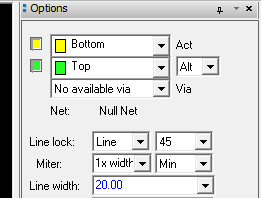 Options
Bottom Act
Top Alt
No available via Via
Net: Null Net
Line lock: Line 45
Miter: 1x width Min
Line width: 20.00